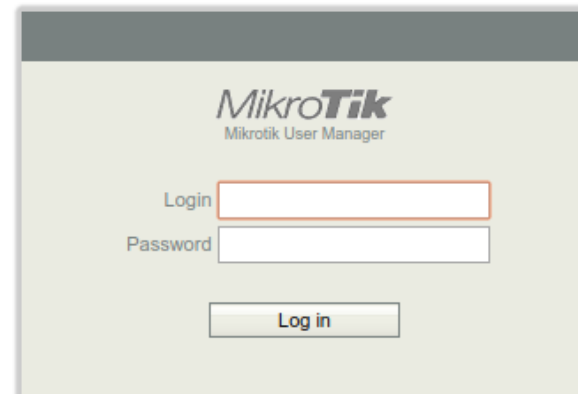 MikroTik
Mikrotik User Manager
Login
Password
Log in